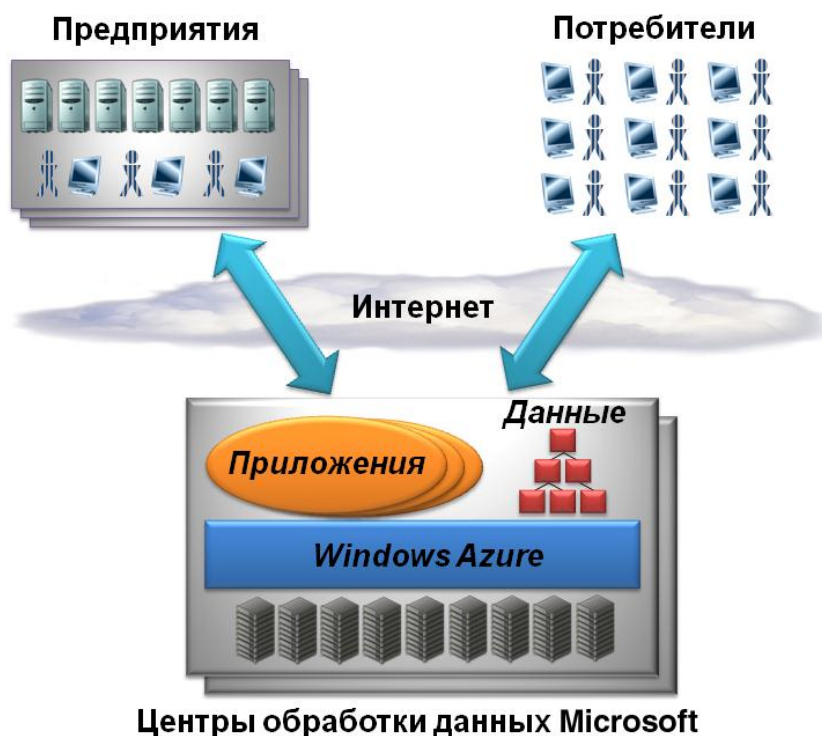 Предприятия
Потребители
Интернет
Данные
Приложения
Windows Azure
Центры обработки данных Microsoft